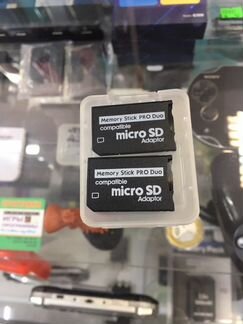 Memory Stick PRO Duo
compatible
micro SD
Adaptor
Memory Stick PRO Duo
compatible
micro SD
Adaptor